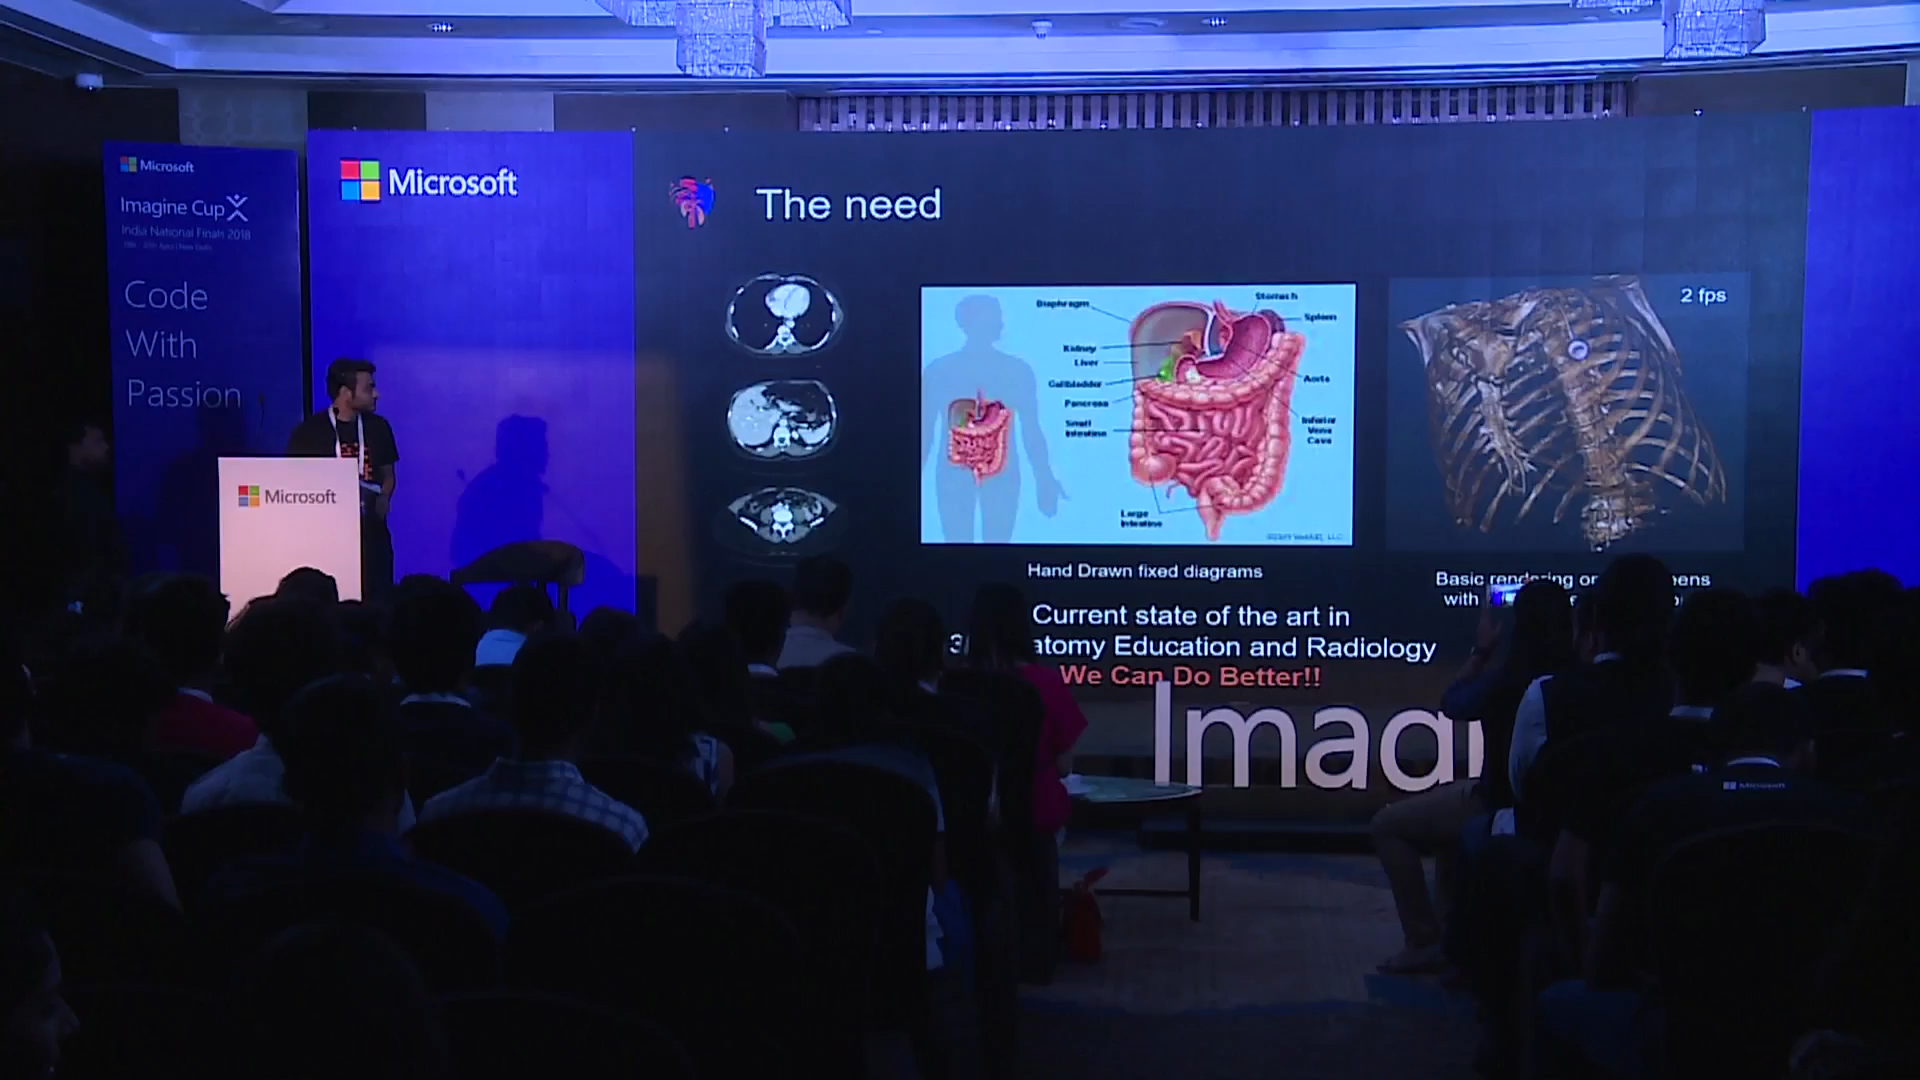 Microsoft
Imagine Cup
India National Finals 2018
Code
With
Passion
Microsoft
Microsoft
The need
Diaphragm
Kidney
Liver
Gallbladder
Pancreas
Small
Intestine
Large
Intestine
Stomach
Spleen
Aorta
Inferior
Vena
Cava
2 fps
Hand Drawn fixed diagrams
Basic
with
Current state of the art in
atomy Education and Radiology
We Can Do Better!!
Imagi
Microsoft